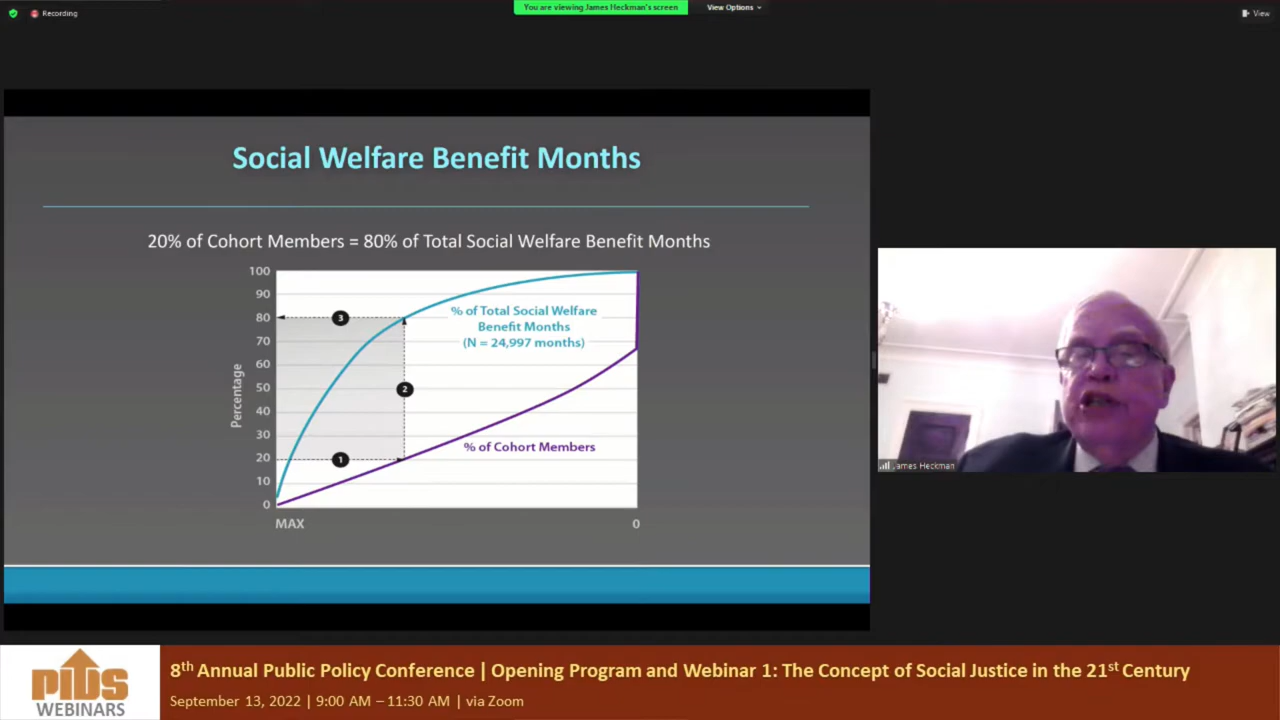 Recording
You are viewing James Heckman's screen
View Options
View
Social Welfare Benefit Months
20% of Cohort Members = 80% of Total Social Welfare Benefit Months
100
90
80
70
60
50
40
30
20
10
0
Percentage
3
2
1
% of Total Social Welfare
Benefit Months
(N = 24,997 months)
% of Cohort Members
MAX
0
James Heckman
PIDS
WEBINARS
8th Annual Public Policy Conference | Opening Program and Webinar 1: The Concept of Social Justice in the 21st Century
September 13, 2022 | 9:00 AM – 11:30 AM | via Zoom